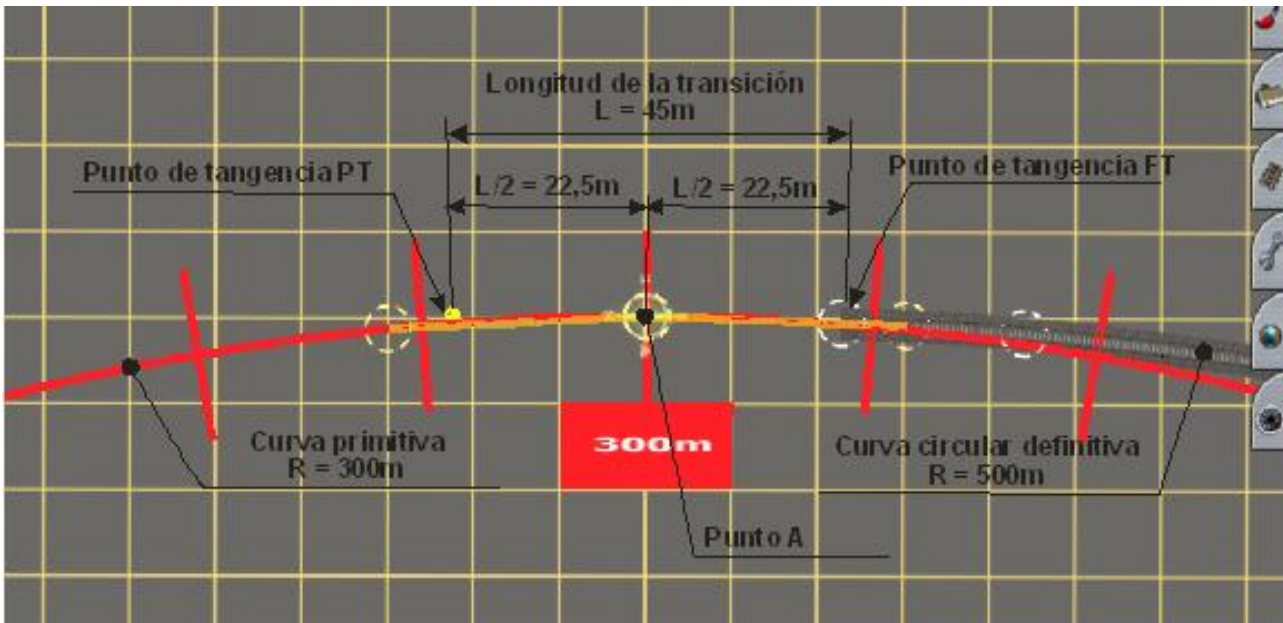 Longitud de la transición
L = 45m
Punto de tangencia PT
Punto de tangencia FT
L/2 = 22,5m
L/2 = 22,5m
Curva primitiva
R = 300m
300m
Curva circular definitiva
R = 500m
Punto A